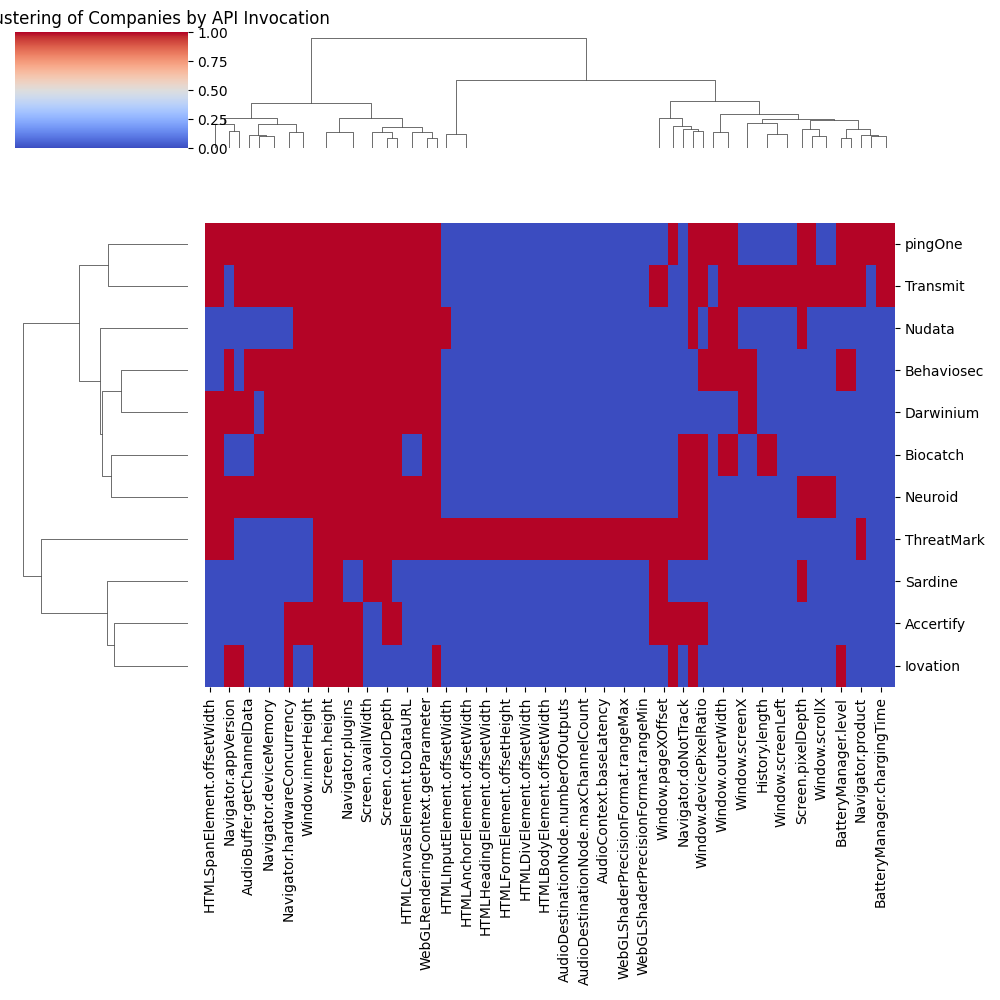 ustering of Companies by API Invocation
1.00
0.75
0.50
0.25
0.00
pingOne
Transmit
Nudata
Behaviosec
Darwinium
Biocatch
Neuroid
ThreatMark
Sardine
Accertify
Iovation
HTMLSpanElement.offsetWidth
Navigator.appVersion
AudioBuffer.getChannelData
Navigator.deviceMemory
Navigator.hardwareConcurrency
Window.innerHeight
Screen.height
Navigator.plugins
Screen.availWidth
Screen.colorDepth
HTMLCanvasElement.toDataURL
WebGLRenderingContext.getParameter
HTMLInputElement.offsetWidth
HTMLAnchorElement.offsetWidth
HTMLHeadingElement.offsetWidth
HTMLFormElement.offsetHeight
HTMLDivElement.offsetWidth
HTMLBodyElement.offsetWidth
AudioDestinationNode.numberOfOutputs
AudioDestinationNode.maxChannelCount
AudioContext.baseLatency
WebGLShaderPrecisionFormat.rangeMax
WebGLShaderPrecisionFormat.rangeMin
Window.pageXOffset
Navigator.doNotTrack
Window.devicePixelRatio
Window.outerWidth
Window.screenX
History.length
Window.screenLeft
Screen.pixelDepth
Window.scrollX
BatteryManager.level
Navigator.product
BatteryManager.chargingTime